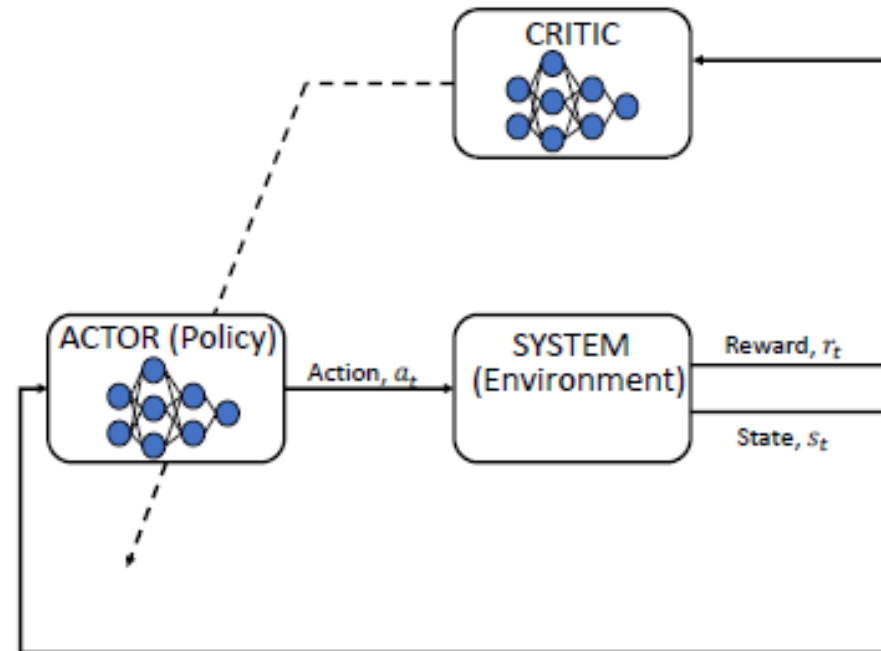 CRITIC
ACTOR (Policy)
Action, a_t
SYSTEM
(Environment)
Reward, r_t
State, s_t